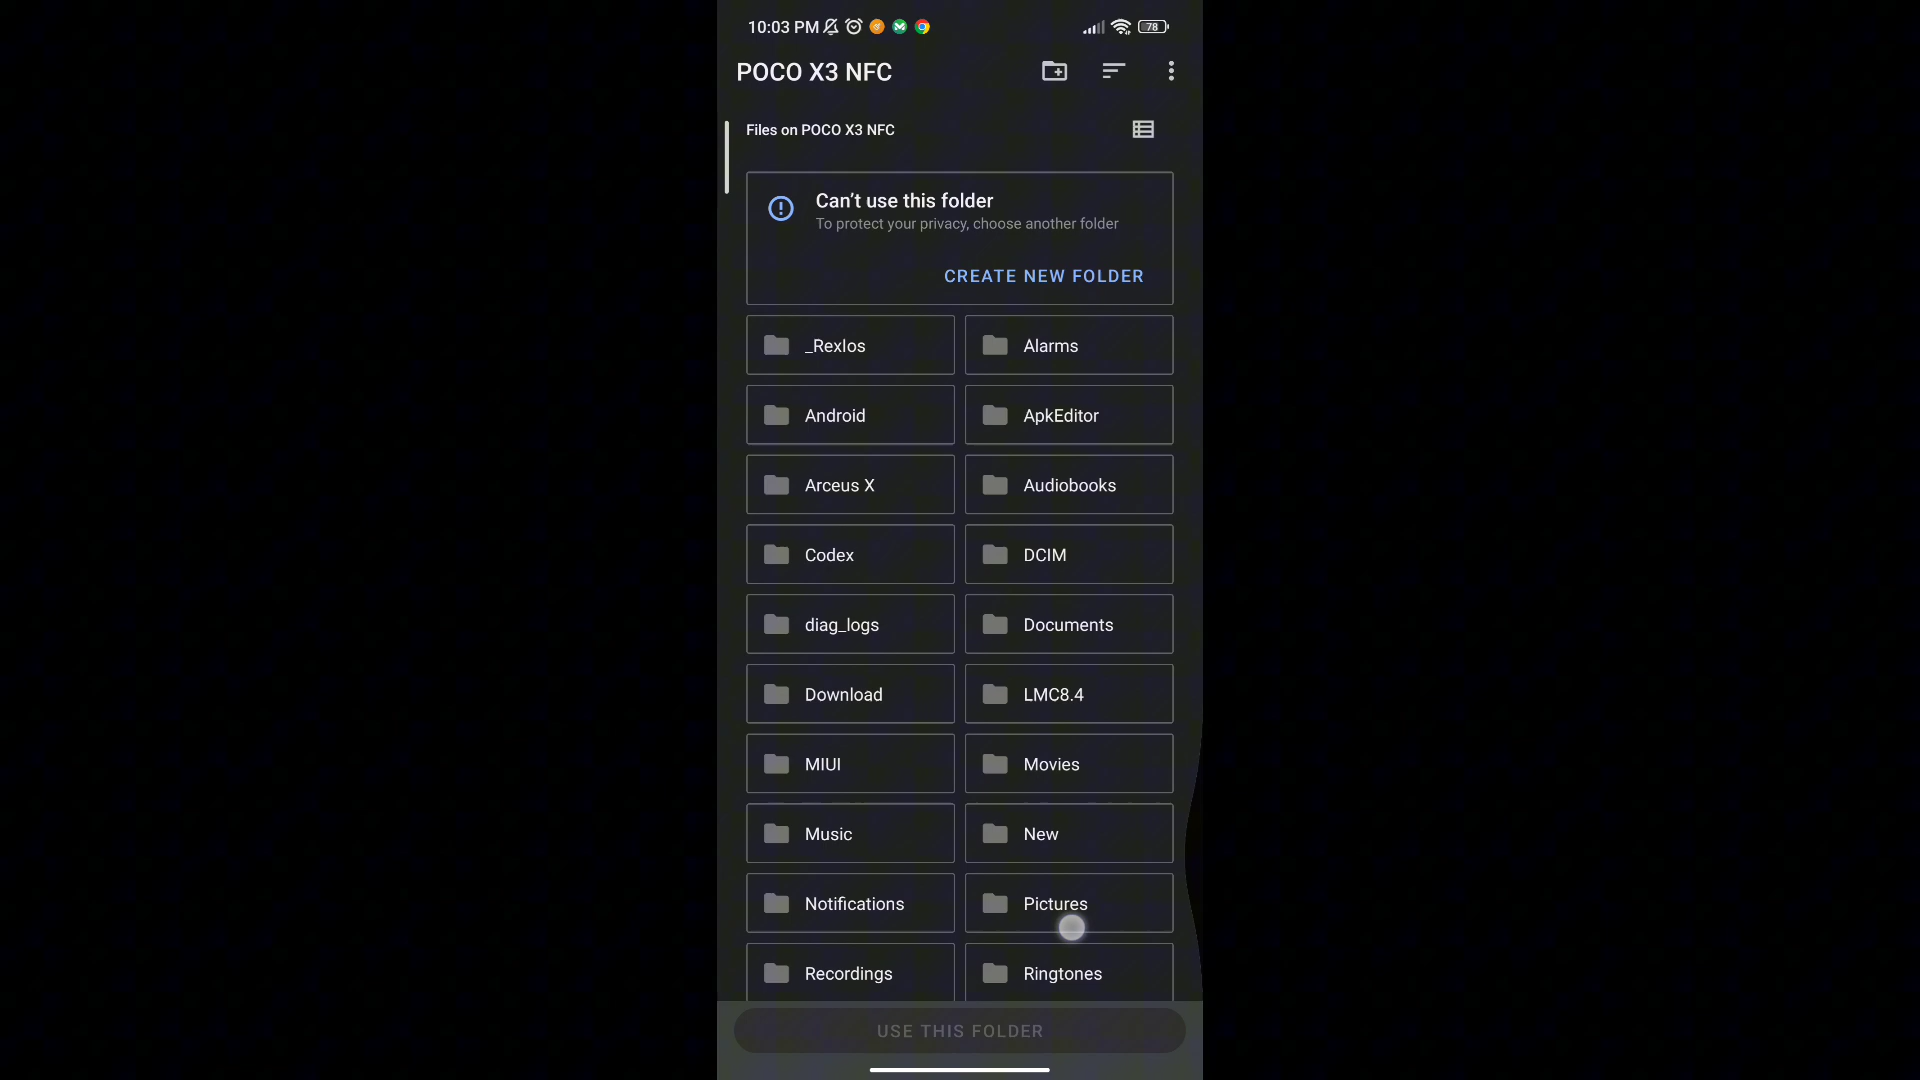 10:03 PM
78
POCO X3 NFC
Files on POCO X3 NFC
Can't use this folder
To protect your privacy, choose another folder
CREATE NEW FOLDER
_RexIos
Alarms
Android
ApkEditor
Arceus X
Audiobooks
Codex
DCIM
diag_logs
Documents
Download
LMC8.4
MIUI
Movies
Music
New
Notifications
Pictures
Recordings
Ringtones
USE THIS FOLDER